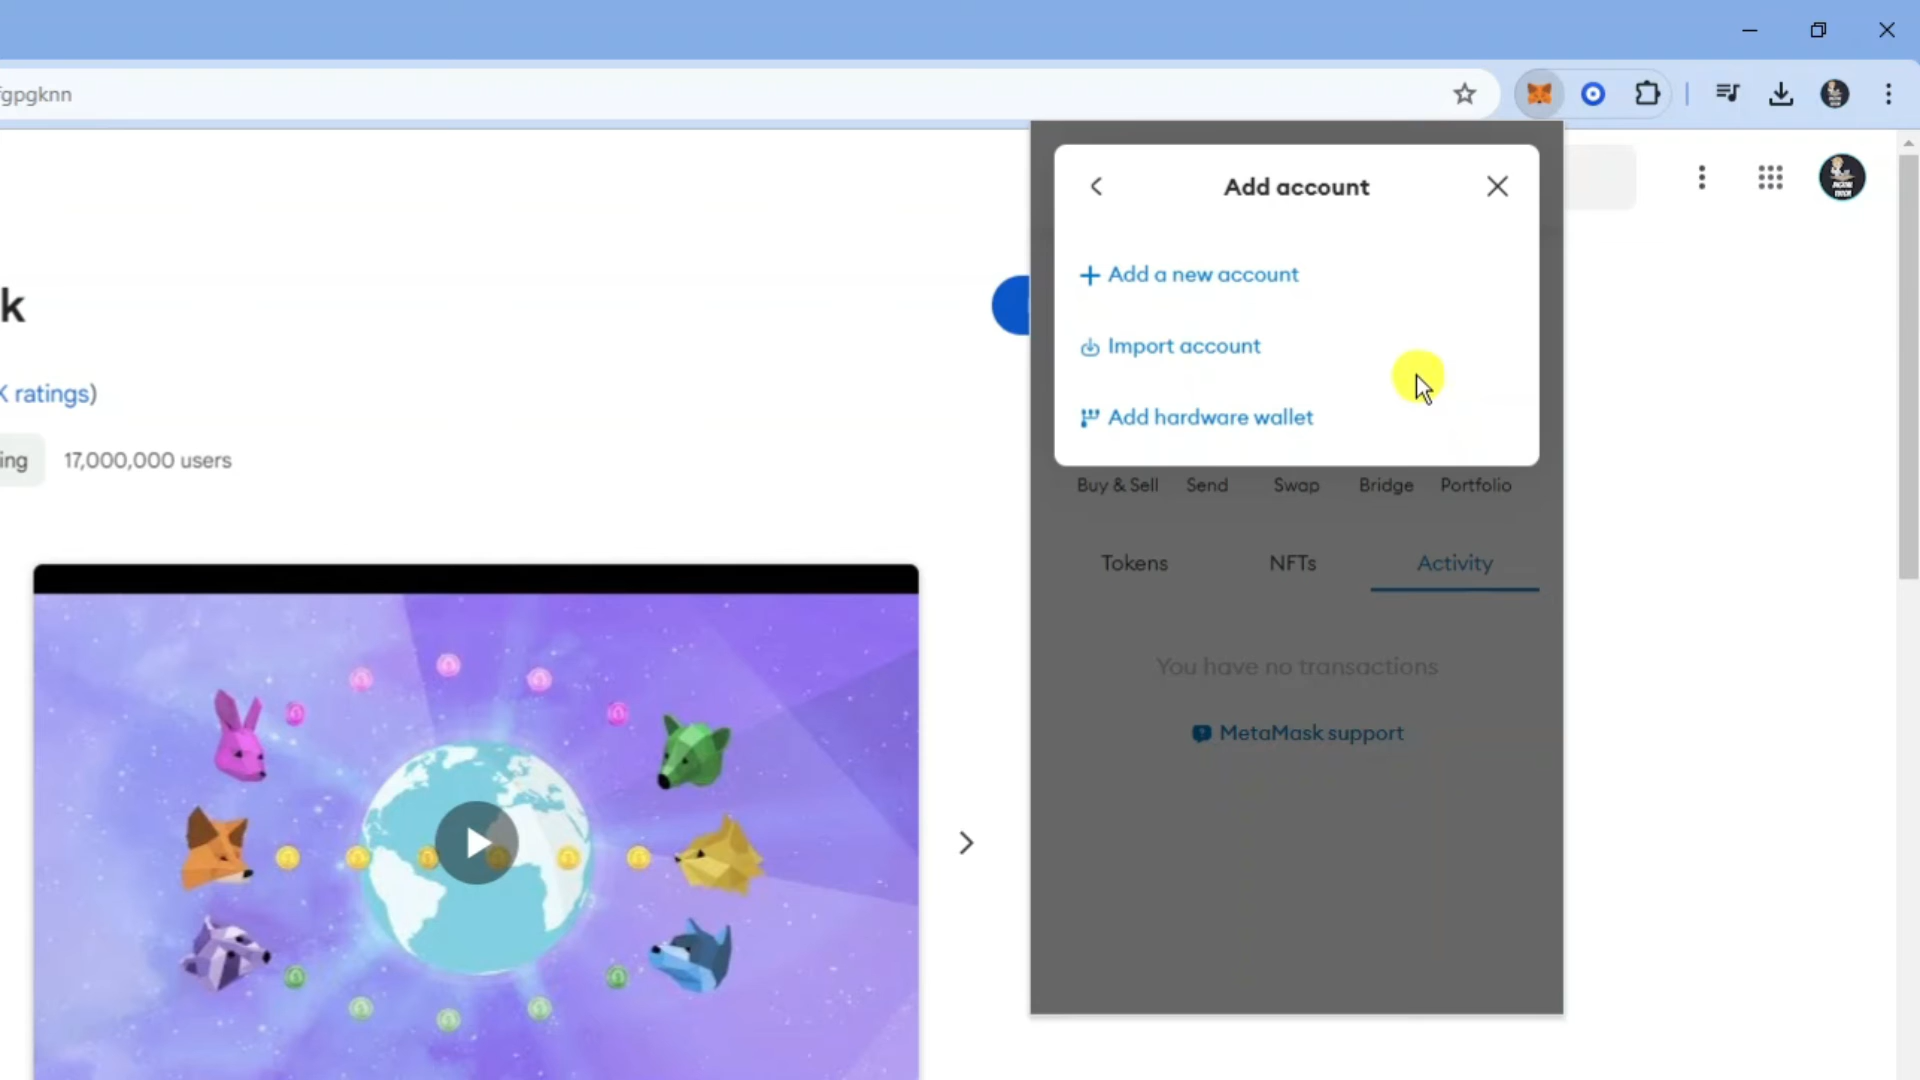 fgpgknn
Add account
Add a new account
k
Import account
K ratings)
Add hardware wallet
ing
17,000,000 users
Buy & Sell
Send
Swap
Bridge
Portfolio
Tokens
NFTs
Activity
You have no transactions
MetaMask support